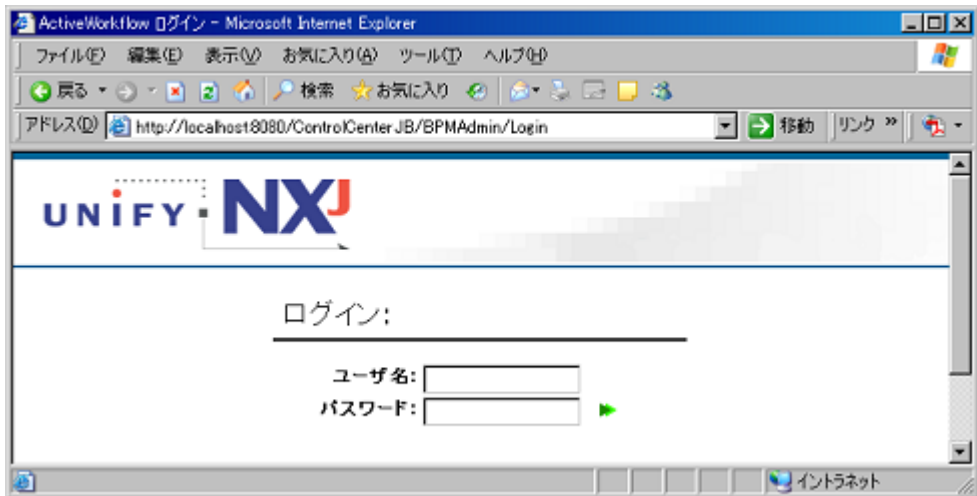 ActiveWorkflow ログイン - Microsoft Internet Explorer
ファイル(F) 編集(E) 表示(V) お気に入り(A) ツール(T) ヘルプ(H)
戻る 検索 お気に入り
アドレス(D) http://localhost8080/ControlCenterJB/BPMAdmin/Login 移動 リンク »
UNIFY NXJ
ログイン:
ユーザ名:
パスワード:
イントラネット